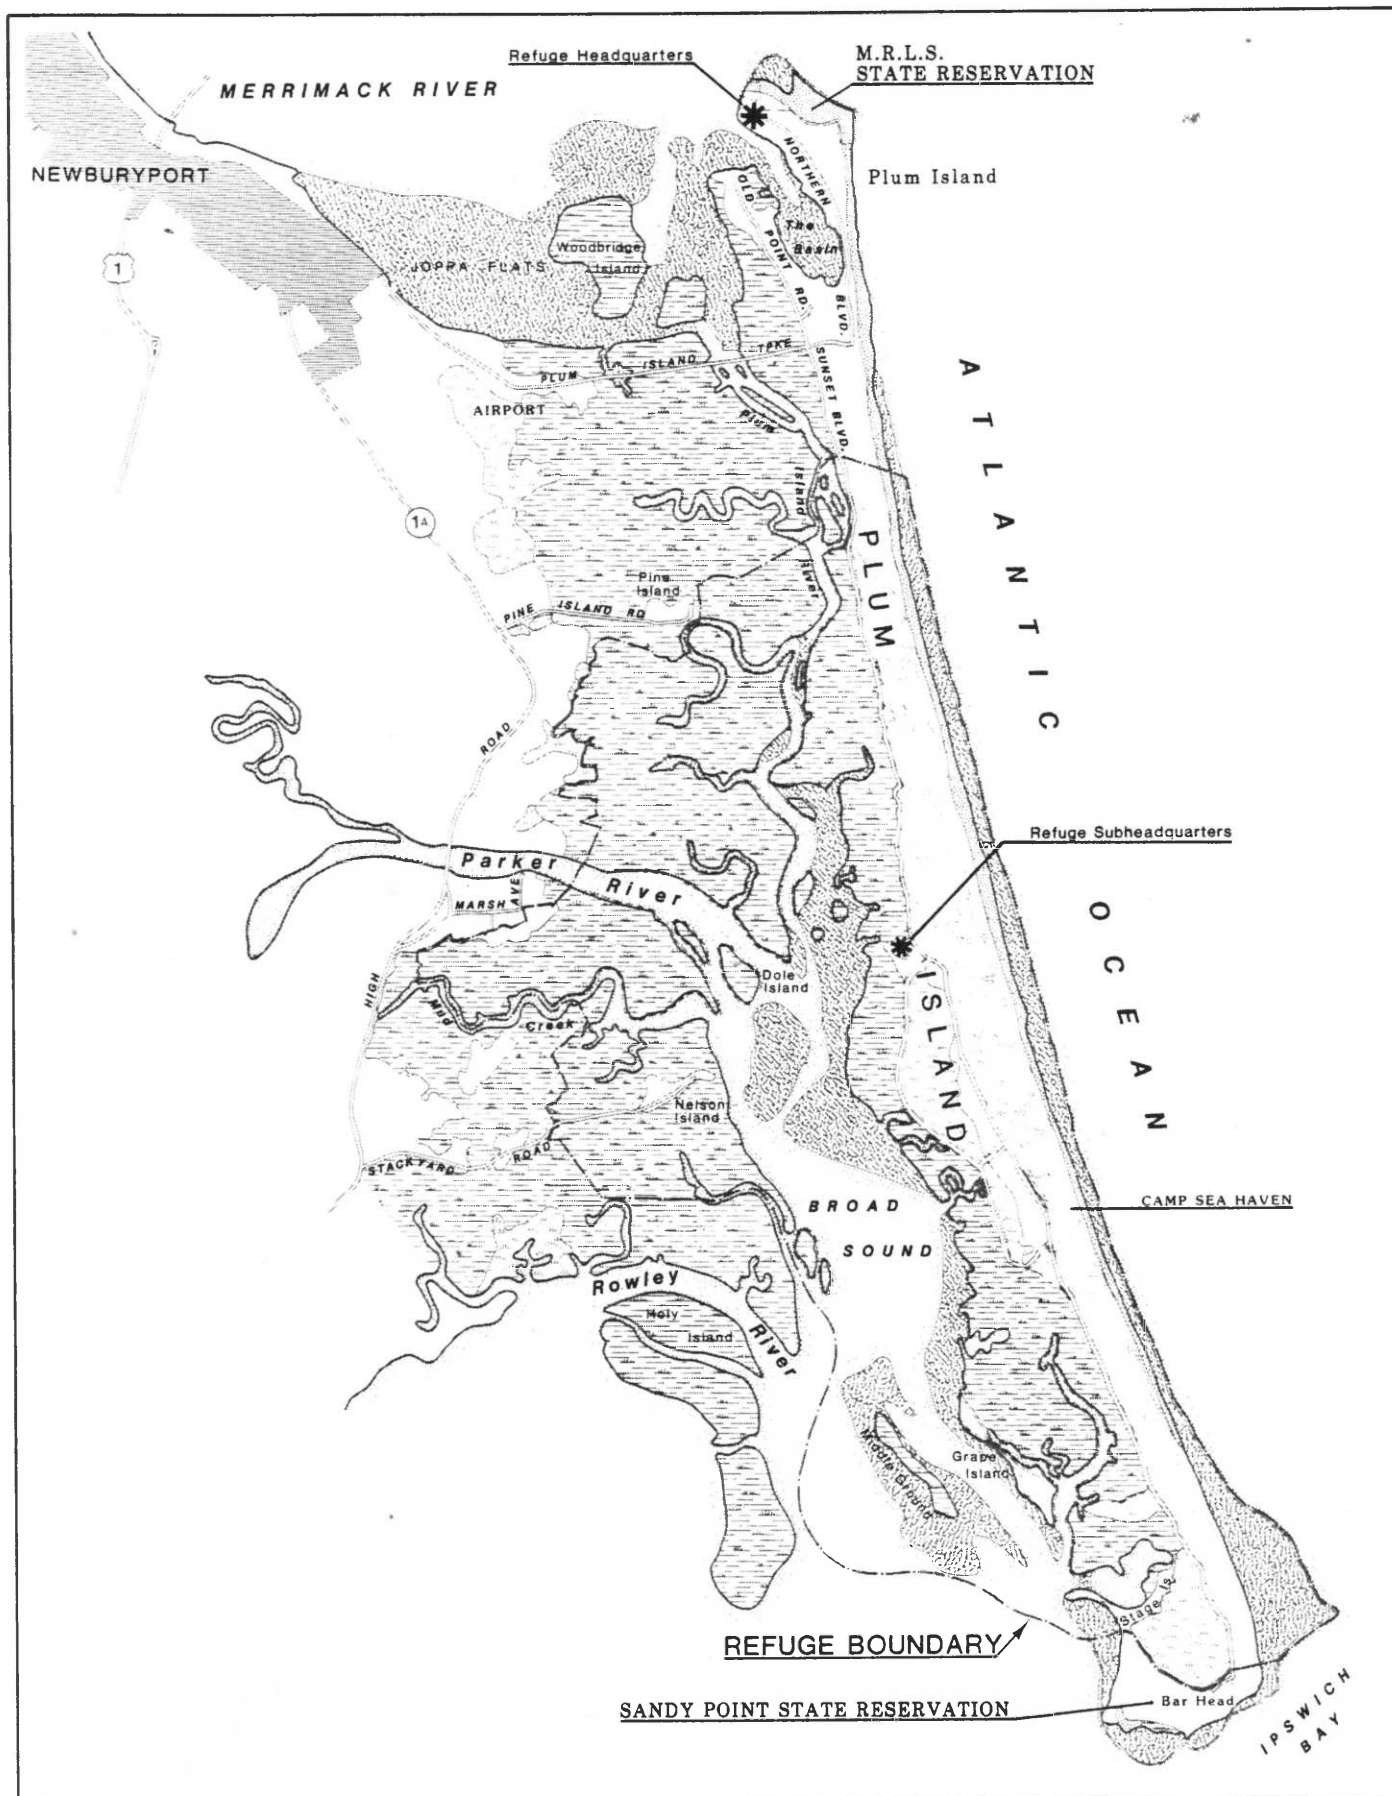 Refuge Headquarters
M.R.L.S.
STATE RESERVATION
MERRIMACK RIVER
NEWBURYPORT
NORTHERN
BLVD.
Plum Island
OLD
POINT
RD.
The
Basin
Woodbridge
Island
JOPPA FLATS
1
PLUM
ISLAND
TPKE
SUNSET BLVD.
AIRPORT
Plum
Island
River
1A
ATLANTIC
OCEAN
PLUM
ISLAND
Pine
Island
PINE
ISLAND RD
ROAD
Refuge Subheadquarters
Parker
River
MARSH AVE
HIGH
Dole
Island
Mud
Creek
Nelson
Island
STACKYARD
ROAD
BROAD
SOUND
CAMP SEA HAVEN
Rowley
River
Holy
Island
Middle Ground
Grape
Island
Stage Is.
REFUGE BOUNDARY
SANDY POINT STATE RESERVATION
Bar Head
IPSWICH
BAY